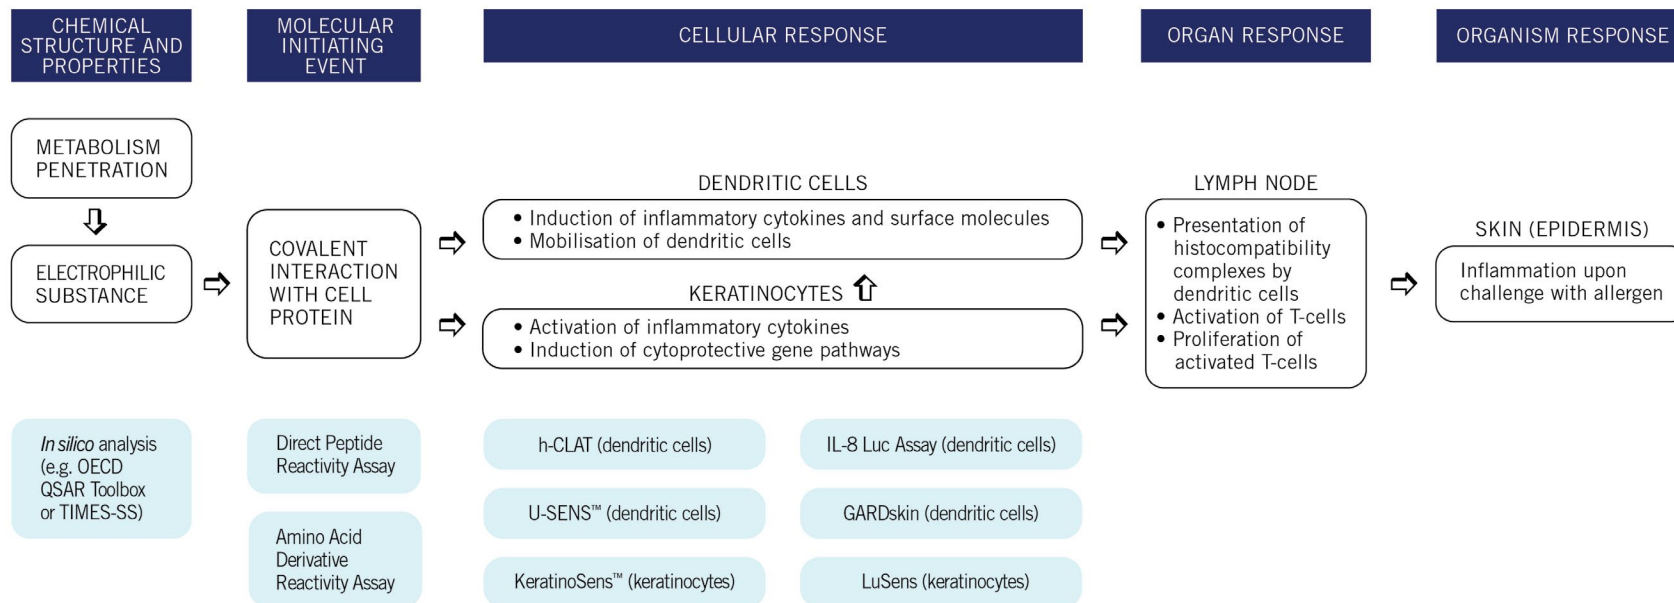 CHEMICAL
STRUCTURE AND
PROPERTIES
MOLECULAR
INITIATING
EVENT
CELLULAR RESPONSE
ORGAN RESPONSE
ORGANISM RESPONSE
METABOLISM
PENETRATION
ELECTROPHILIC
SUBSTANCE
COVALENT
INTERACTION
WITH CELL
PROTEIN
DENDRITIC CELLS
• Induction of inflammatory cytokines and surface molecules
• Mobilisation of dendritic cells
KERATINOCYTES
• Activation of inflammatory cytokines
• Induction of cytoprotective gene pathways
LYMPH NODE
• Presentation of
histocompatibility
complexes by
dendritic cells
• Activation of T-cells
• Proliferation of
activated T-cells
SKIN (EPIDERMIS)
Inflammation upon
challenge with allergen
In silico analysis
(e.g. OECD
QSAR Toolbox
or TIMES-SS)
Direct Peptide
Reactivity Assay
Amino Acid
Derivative
Reactivity Assay
h-CLAT (dendritic cells)
IL-8 Luc Assay (dendritic cells)
U-SENS™ (dendritic cells)
GARDskin (dendritic cells)
KeratinoSens™ (keratinocytes)
LuSens (keratinocytes)